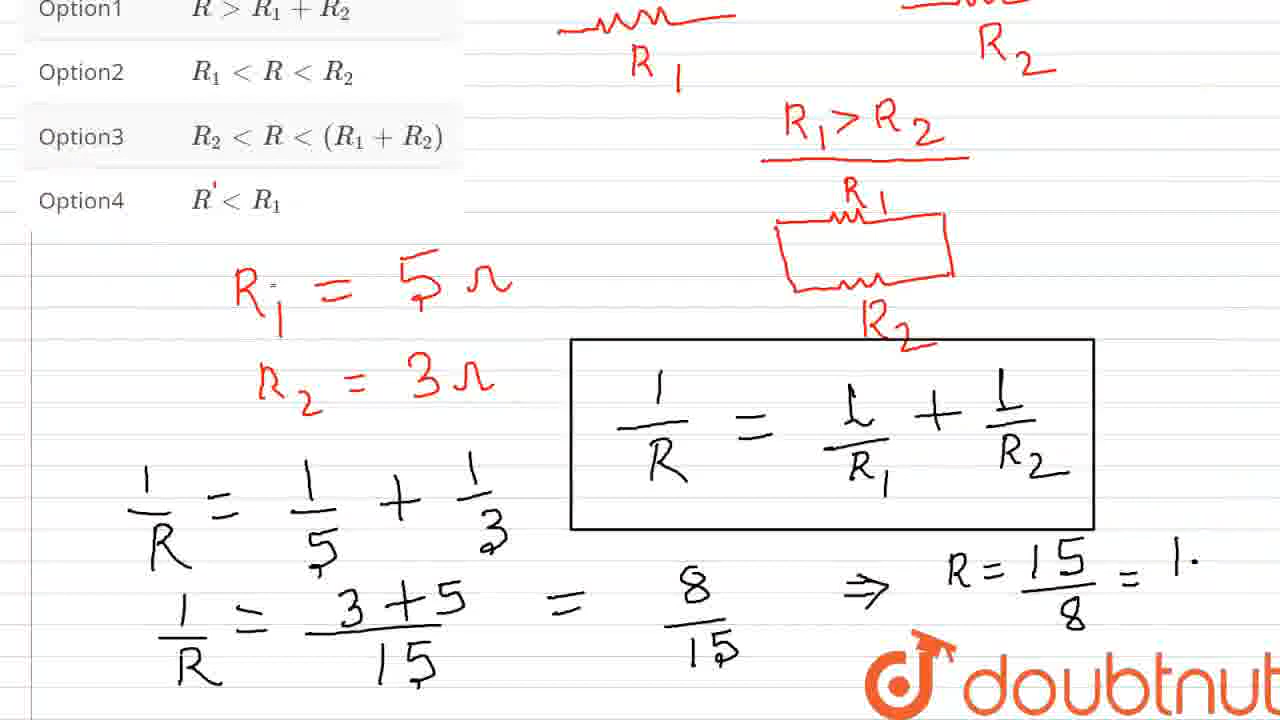 Option1 R > R₁ + R₂
Option2 R₁ < R < R₂
Option3 R₂ < R < (R₁ + R₂)
Option4 R' < R₁
R₁
R₂
R₁ > R₂
R₁
R₂
R₁ = 5 Ω
R₂ = 3 Ω
1/R = 1/R₁ + 1/R₂
1/R = 1/5 + 1/3
1/R = 3+5/15 = 8/15 ⇒ R = 15/8 = 1.
doubtnut